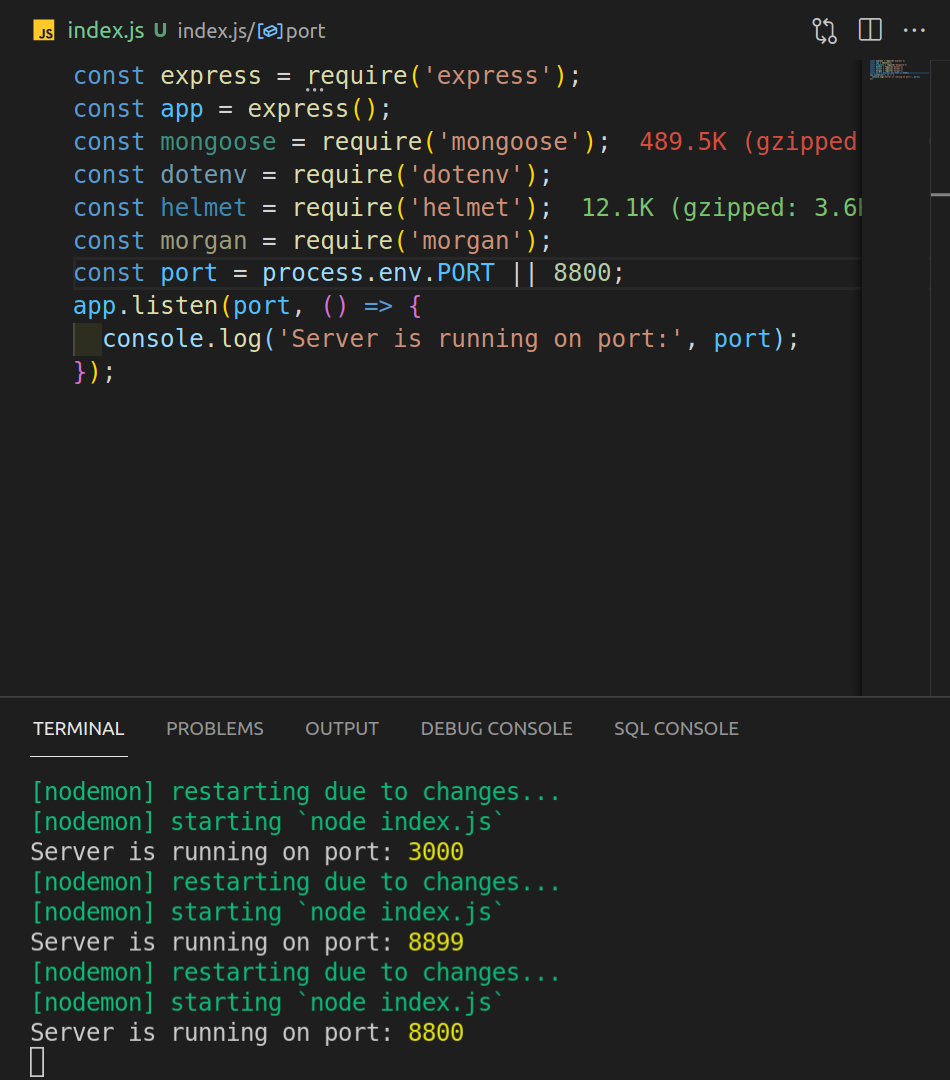 JS index.js U index.js/port
const express = require('express');
const app = express();
const mongoose = require('mongoose'); 489.5K (gzipped
const dotenv = require('dotenv');
const helmet = require('helmet'); 12.1K (gzipped: 3.6
const morgan = require('morgan');
const port = process.env.PORT || 8800;
app.listen(port, () => {
  console.log('Server is running on port:', port);
});
TERMINAL PROBLEMS OUTPUT DEBUG CONSOLE SQL CONSOLE
[nodemon] restarting due to changes...
[nodemon] starting `node index.js`
Server is running on port: 3000
[nodemon] restarting due to changes...
[nodemon] starting `node index.js`
Server is running on port: 8899
[nodemon] restarting due to changes...
[nodemon] starting `node index.js`
Server is running on port: 8800